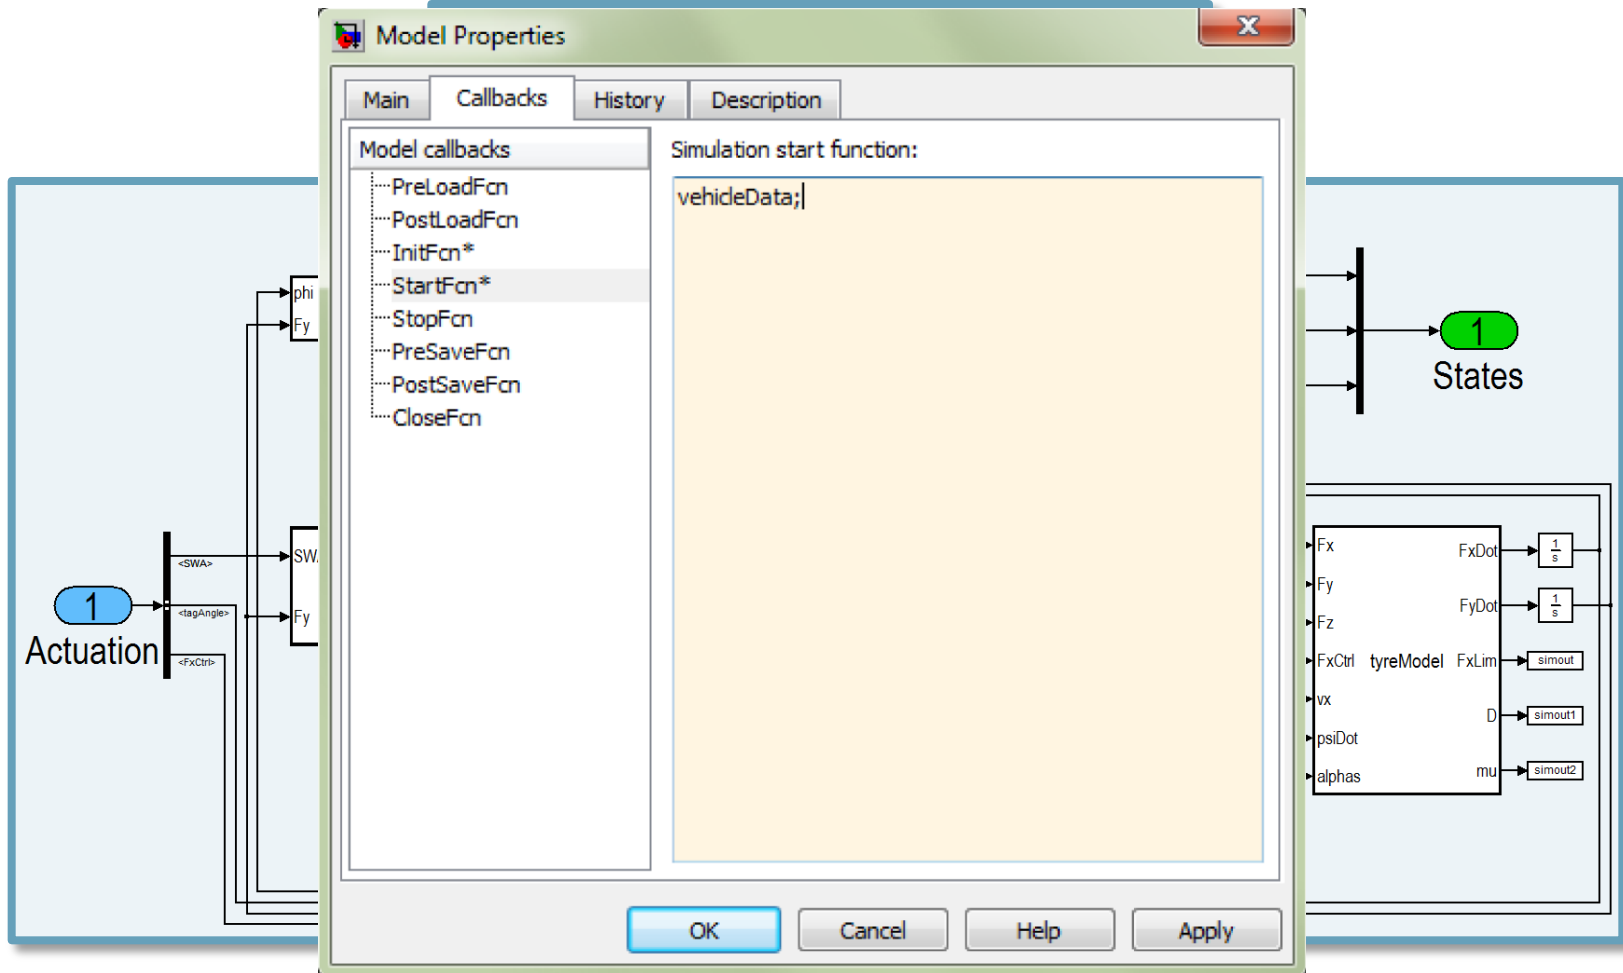 Model Properties
X
Main
Callbacks
History
Description
Model callbacks
PreLoadFcn
PostLoadFcn
InitFcn*
StartFcn*
StopFcn
PreSaveFcn
PostSaveFcn
CloseFcn
Simulation start function:
vehicleData;
OK
Cancel
Help
Apply
phi
Fy
SW
Fy
1
Actuation
<SWA>
<tagAngle>
<FxCtrl>
1
States
Fx
Fy
Fz
FxCtrl
vx
psiDot
alphas
tyreModel
FxDot
FyDot
FxLim
D
mu
1
s
1
s
simout
simout1
simout2